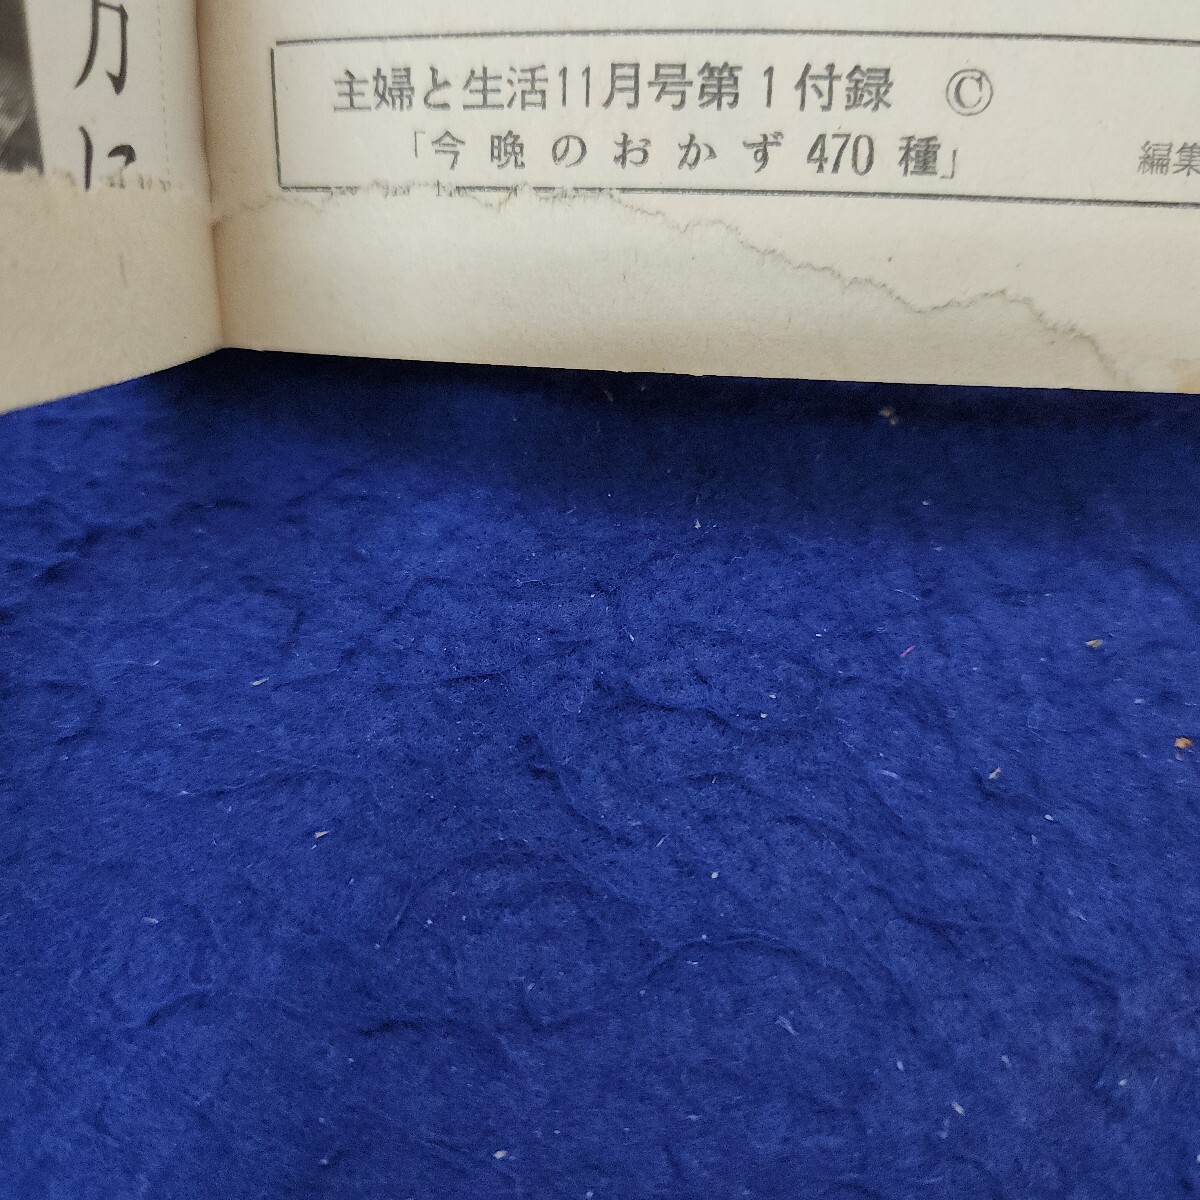 主婦と生活11月号第1付録 Ⓒ
「今晩のおかず470種」
編集